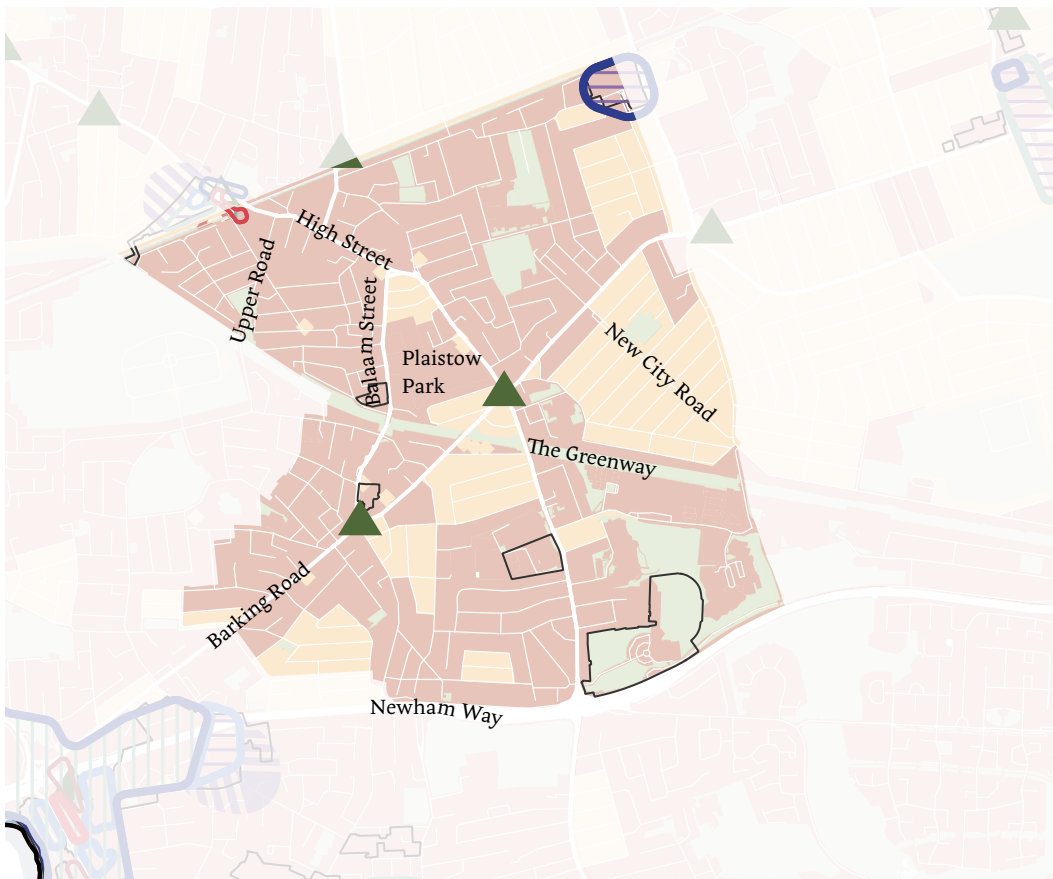 High Street
Upper Road
Balaam Street
Plaistow
Park
New City Road
The Greenway
Barking Road
Newham Way